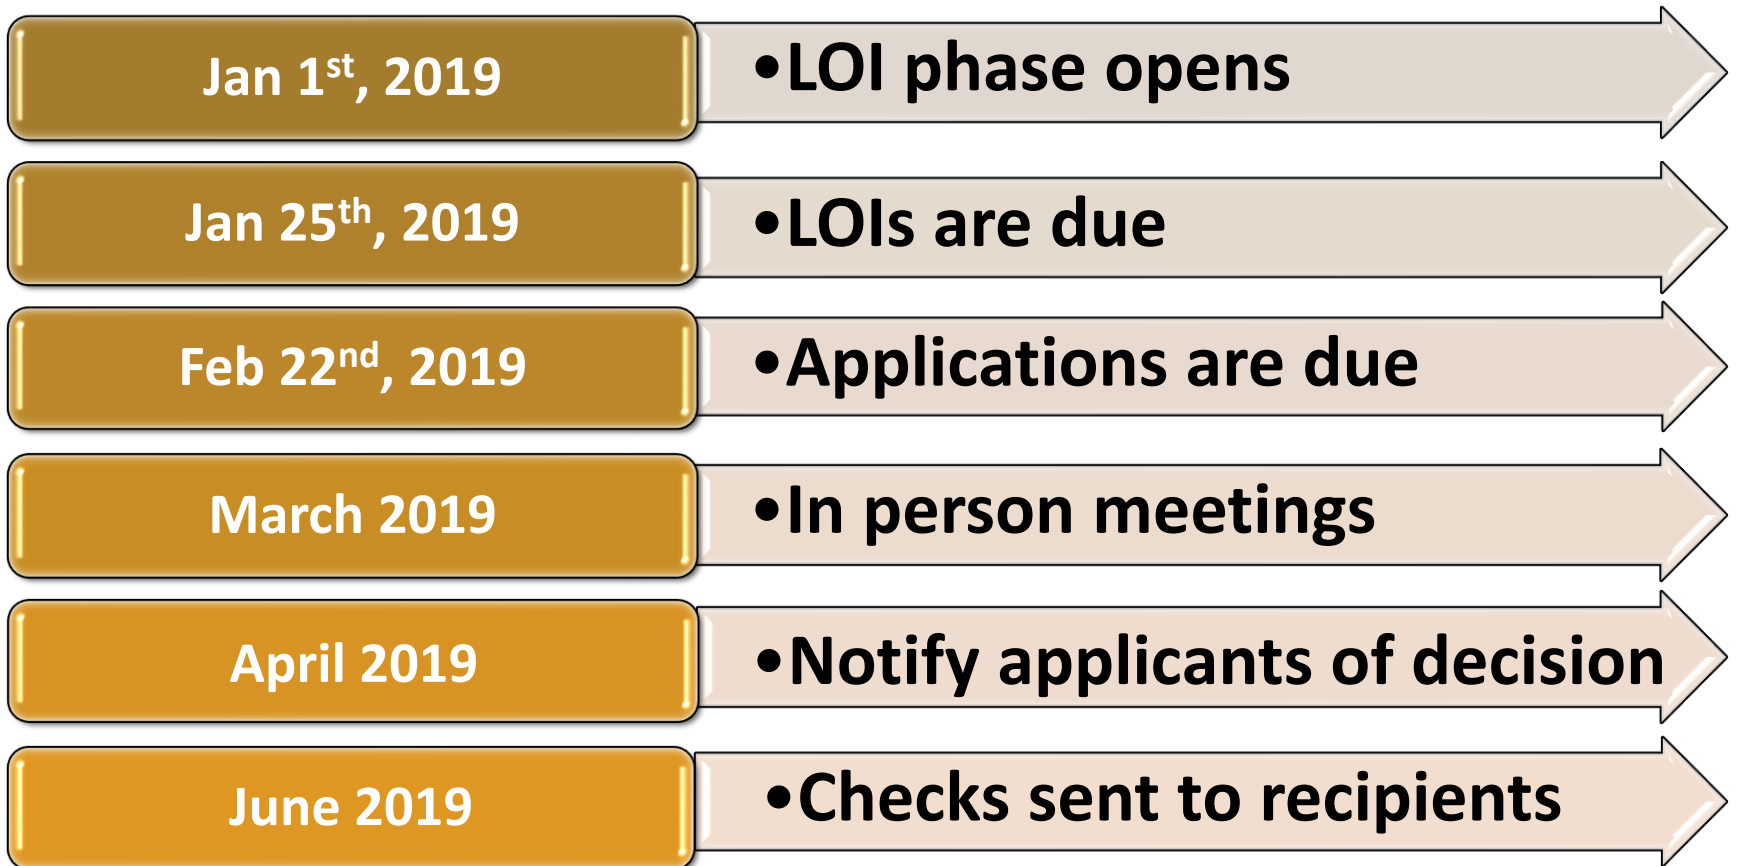 Jan 1st, 2019
•LOI phase opens
Jan 25th, 2019
•LOIs are due
Feb 22nd, 2019
•Applications are due
March 2019
•In person meetings
April 2019
•Notify applicants of decision
June 2019
•Checks sent to recipients